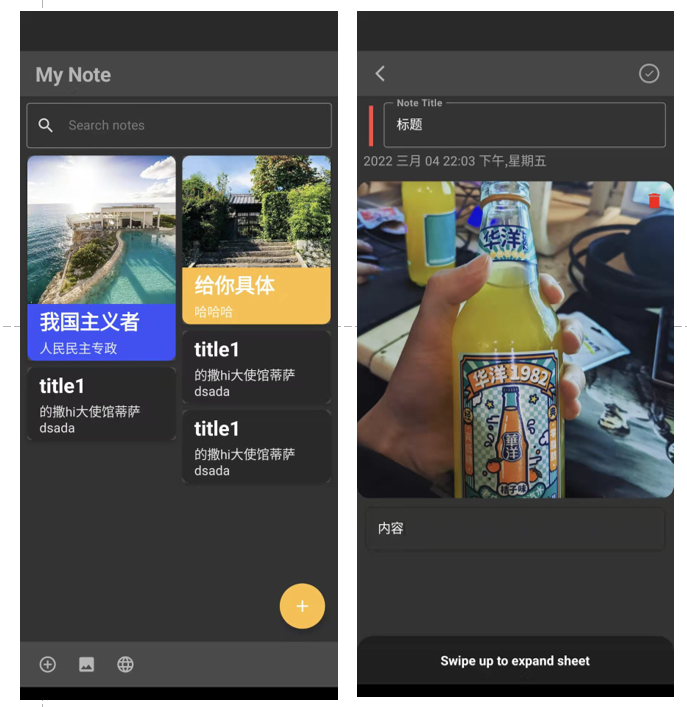 My Note
Search notes
我国主义者
人民民主专政
title1
的撒hi大使馆蒂萨
dsada
给你具体
哈哈哈
title1
的撒hi大使馆蒂萨
dsada
title1
的撒hi大使馆蒂萨
dsada
Note Title
标题
2022 三月 04 22:03 下午,星期五
华洋
华洋1982
華洋
橘子味
内容
Swipe up to expand sheet